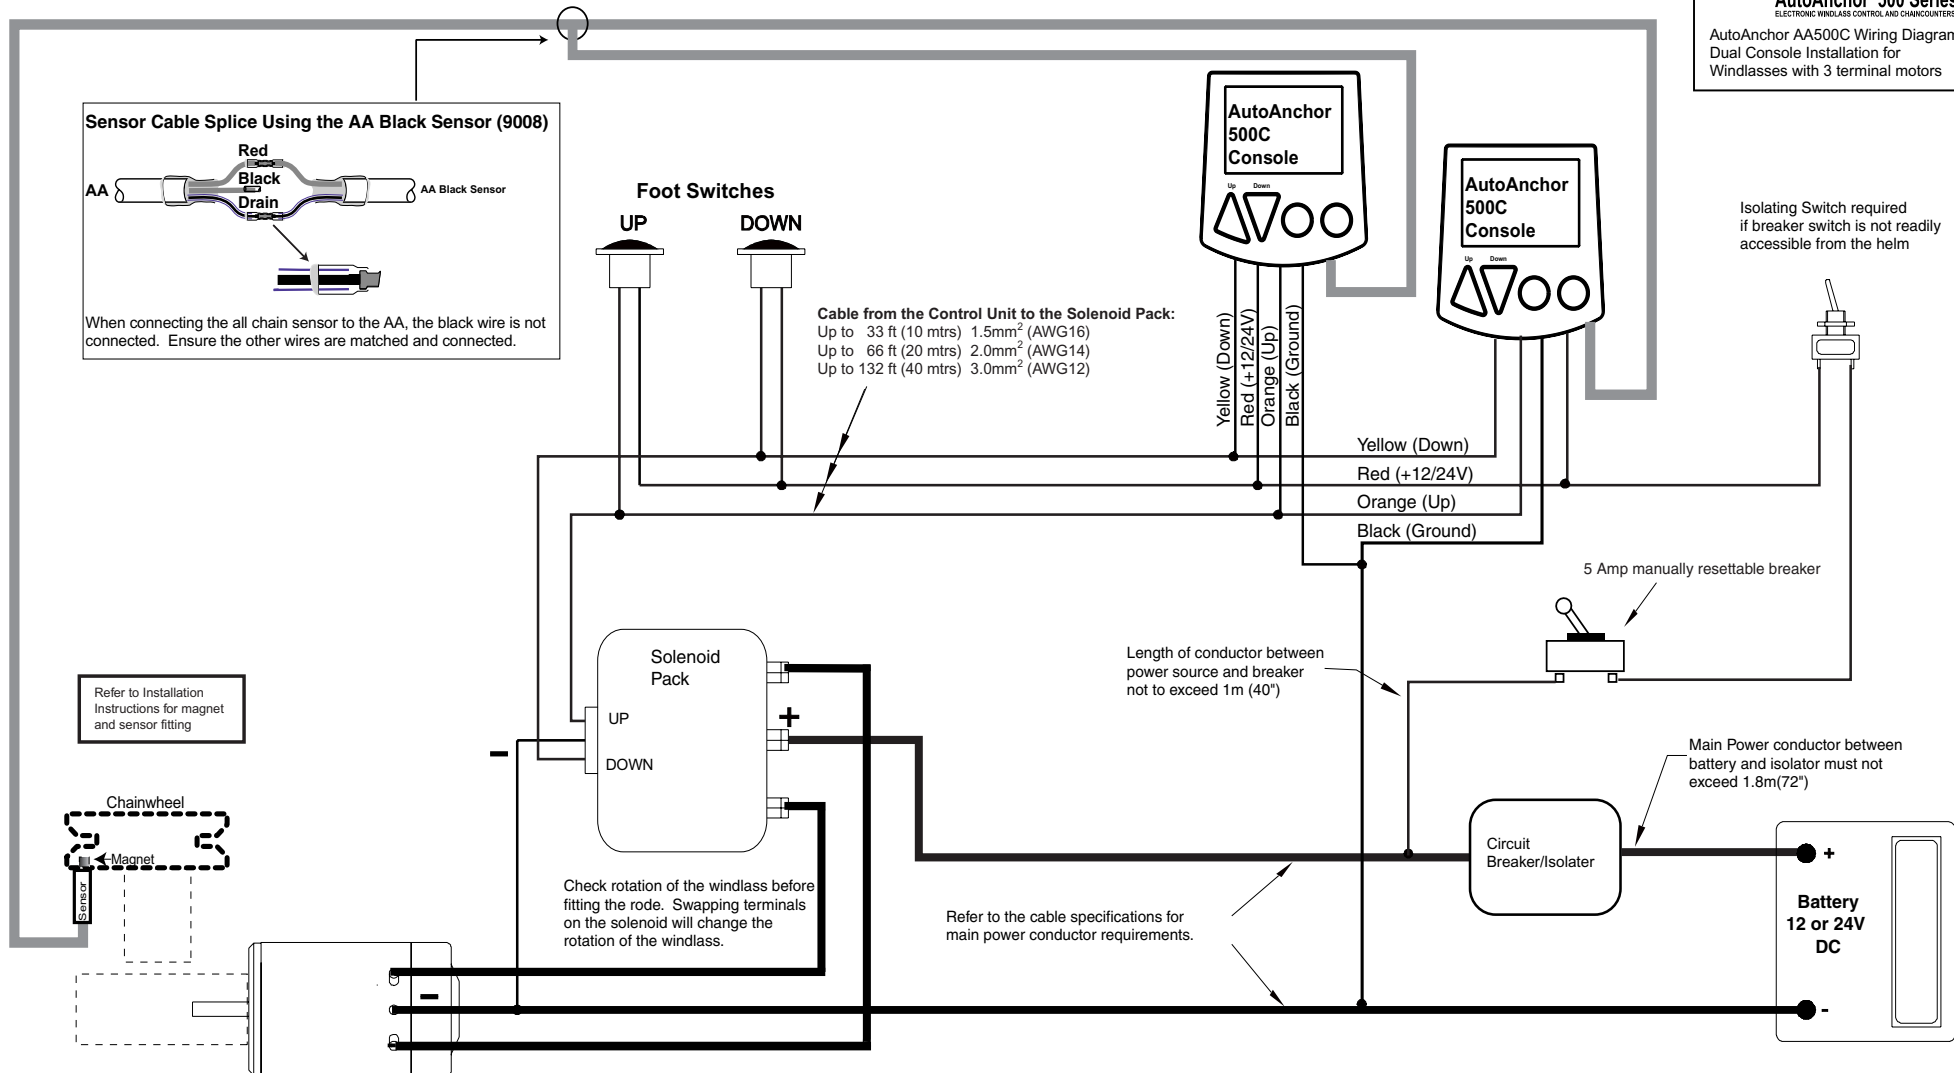 AutoAnchor 500 Series
ELECTRONIC WINDLASS CONTROL AND CHAINCOUNTERS
AutoAnchor AA500C Wiring Diagram
Dual Console Installation for
Windlasses with 3 terminal motors
Sensor Cable Splice Using the AA Black Sensor (9008)
Red
Black
Drain
AA
AA Black Sensor
When connecting the all chain sensor to the AA, the black wire is not
connected. Ensure the other wires are matched and connected.
Foot Switches
UP
DOWN
Cable from the Control Unit to the Solenoid Pack:
Up to 33 ft (10 mtrs) 1.5mm² (AWG16)
Up to 66 ft (20 mtrs) 2.0mm² (AWG14)
Up to 132 ft (40 mtrs) 3.0mm² (AWG12)
AutoAnchor
500C
Console
Up
Down
AutoAnchor
500C
Console
Up
Down
Isolating Switch required
if breaker switch is not readily
accessible from the helm
Yellow (Down)
Red (+12/24V)
Orange (Up)
Black (Ground)
Yellow (Down)
Red (+12/24V)
Orange (Up)
Black (Ground)
5 Amp manually resettable breaker
Length of conductor between
power source and breaker
not to exceed 1m (40")
Solenoid
Pack
UP
DOWN
+
-
Refer to Installation
Instructions for magnet
and sensor fitting
Chainwheel
Magnet
Sensor
Check rotation of the windlass before
fitting the rode. Swapping terminals
on the solenoid will change the
rotation of the windlass.
Refer to the cable specifications for
main power conductor requirements.
Main Power conductor between
battery and isolator must not
exceed 1.8m(72")
Circuit
Breaker/Isolater
+
Battery
12 or 24V
DC
-
-